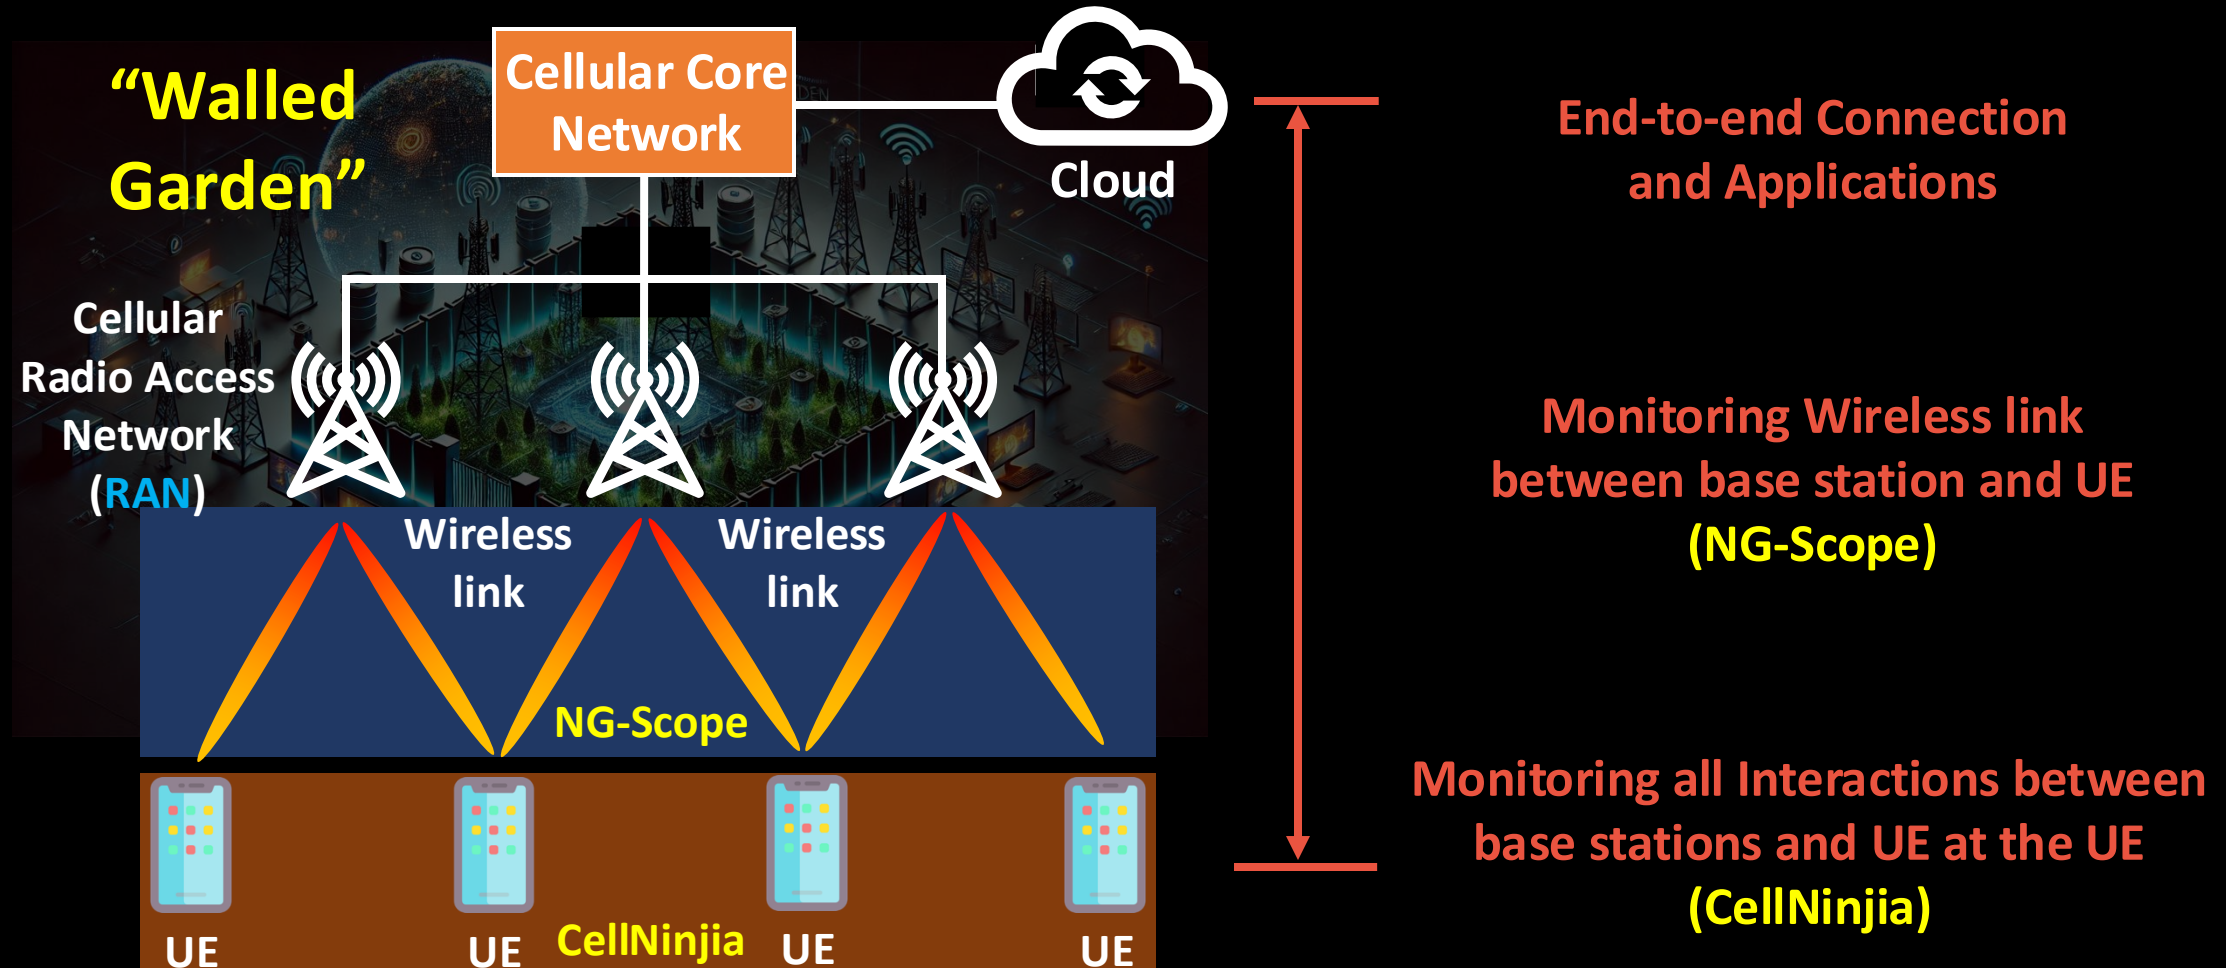 “Walled
Garden”
Cellular Core
Network
Cloud
Cellular
Radio Access
Network
(RAN)
Wireless
link
Wireless
link
NG-Scope
UE
UE
CellNinjia
UE
UE
End-to-end Connection
and Applications
Monitoring Wireless link
between base station and UE
(NG-Scope)
Monitoring all Interactions between
base stations and UE at the UE
(CellNinjia)